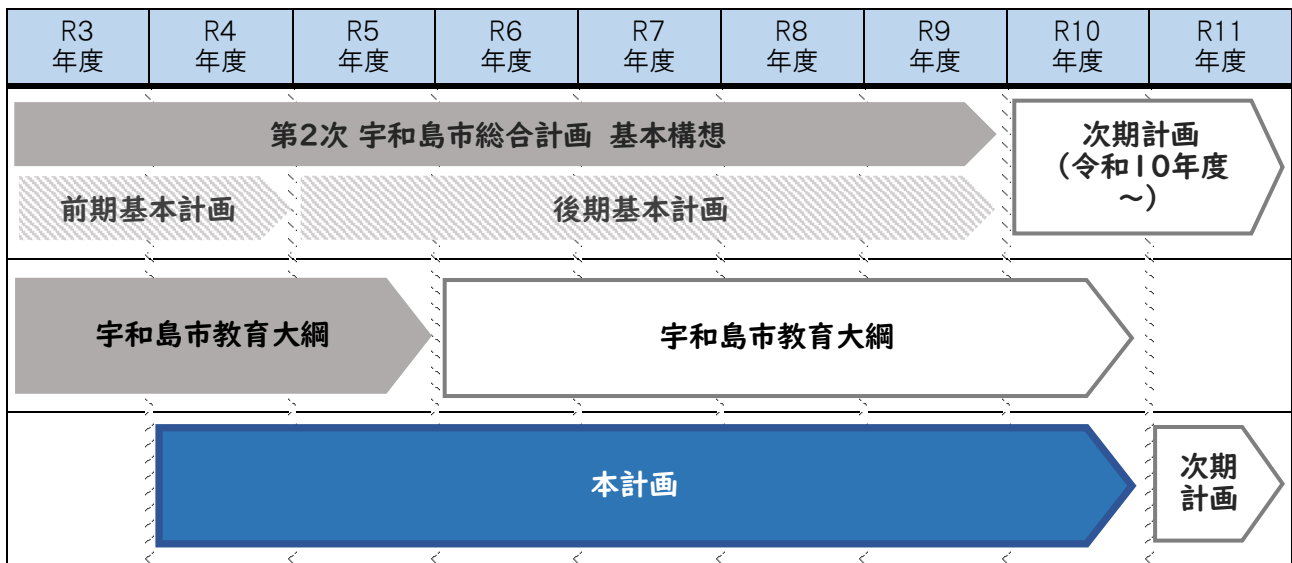 R3
年度
R4
年度
R5
年度
R6
年度
R7
年度
R8
年度
R9
年度
R10
年度
R11
年度
第2次 宇和島市総合計画 基本構想
次期計画
(令和10年度
～)
前期基本計画
後期基本計画
宇和島市教育大綱
宇和島市教育大綱
本計画
次期
計画